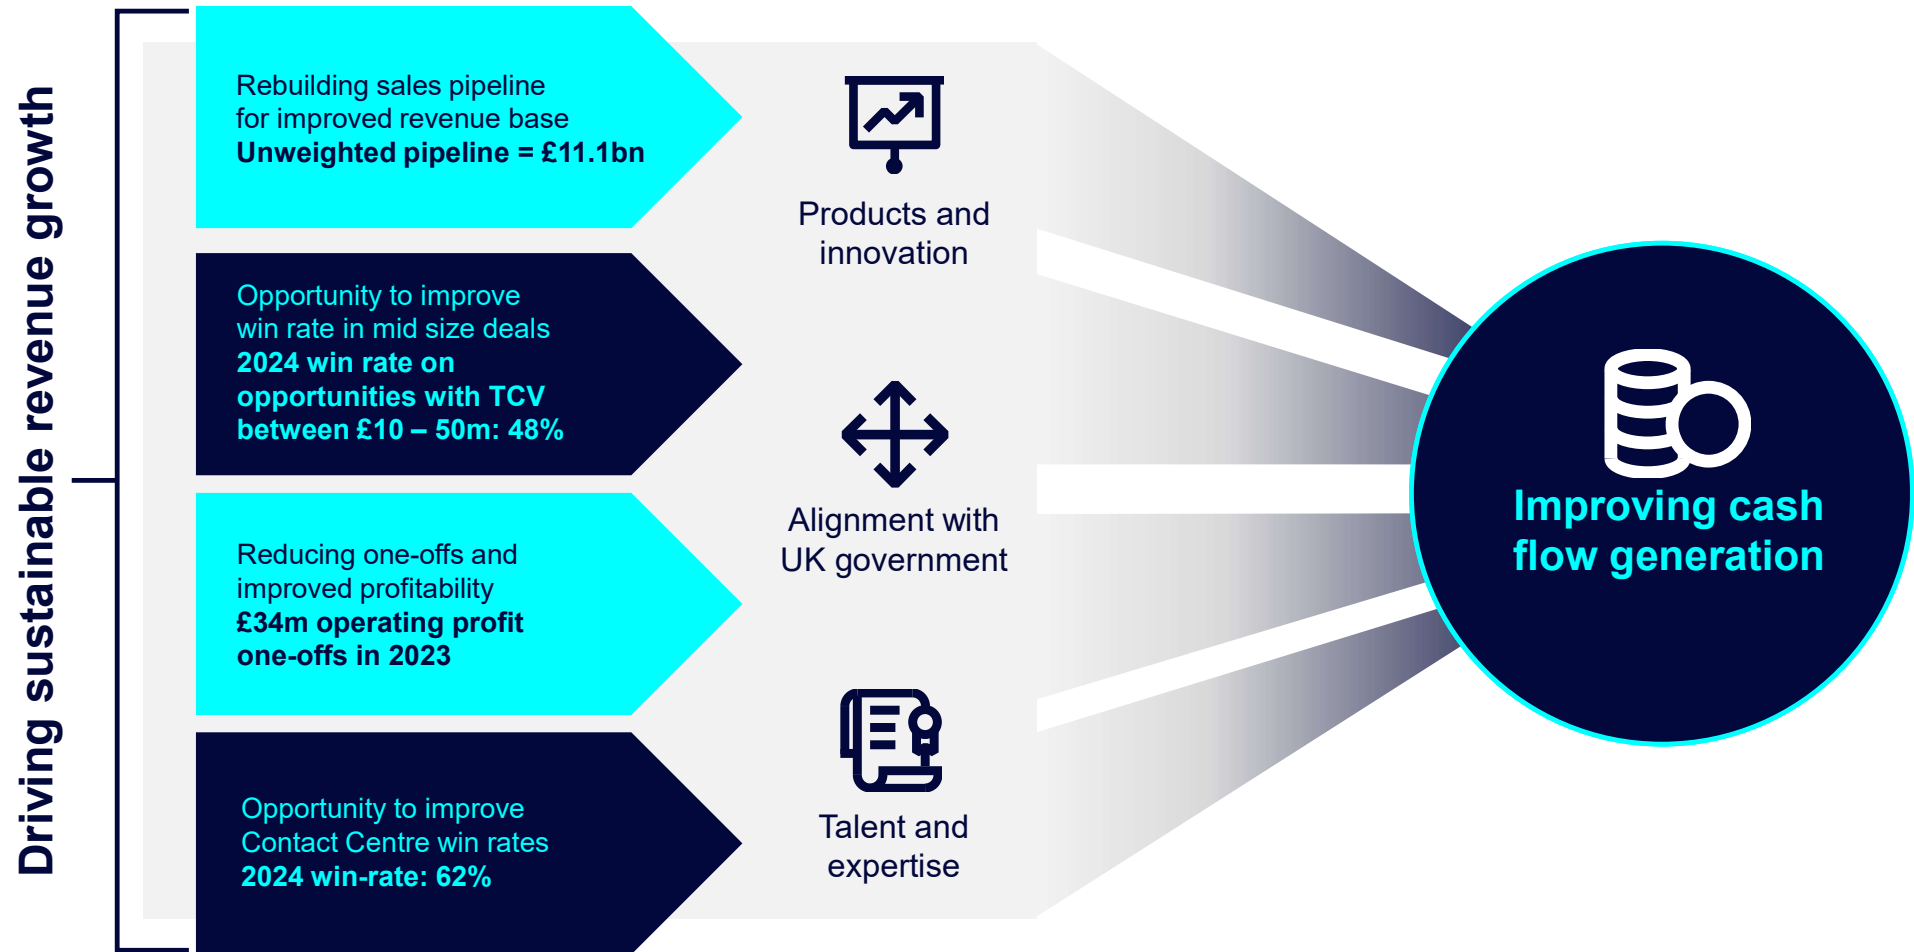 Driving sustainable revenue growth
Rebuilding sales pipeline
for improved revenue base
Unweighted pipeline = £11.1bn
Opportunity to improve
win rate in mid size deals
2024 win rate on
opportunities with TCV
between £10 – 50m: 48%
Reducing one-offs and
improved profitability
£34m operating profit
one-offs in 2023
Opportunity to improve
Contact Centre win rates
2024 win-rate: 62%
Products and
innovation
Alignment with
UK government
Talent and
expertise
Improving cash
flow generation